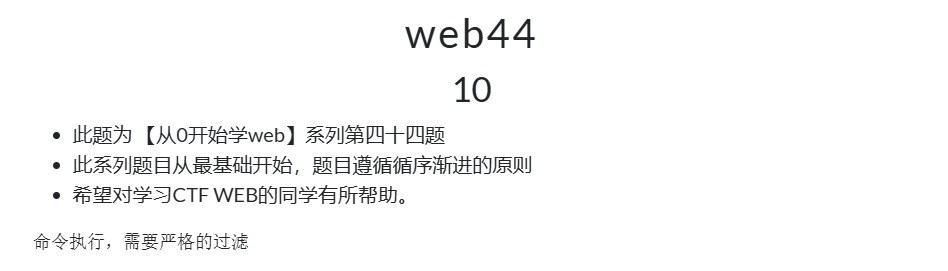 web44
10
此题为 【从0开始学web】系列第四十四题
此系列题目从最基础开始，题目遵循循序渐进的原则
希望对学习CTF WEB的同学有所帮助。
命令执行，需要严格的过滤